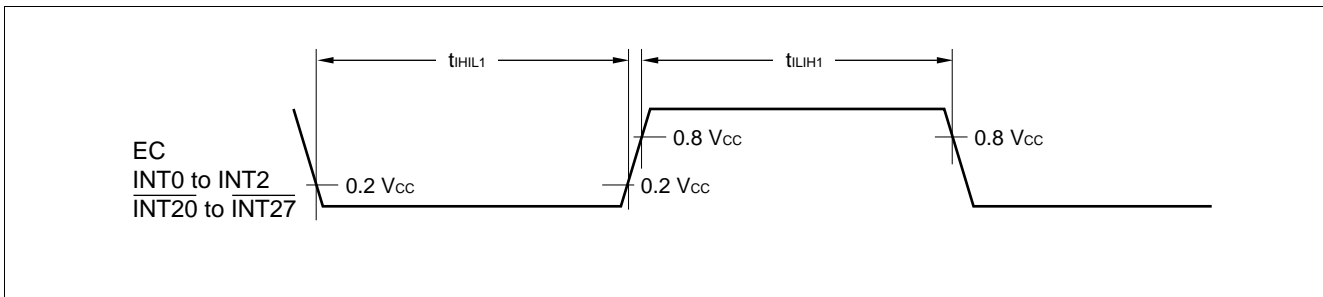 tIHIL1
tILIH1
0.8 VCC
0.8 VCC
EC
INT0 to INT2
0.2 VCC
0.2 VCC
INT20 to INT27